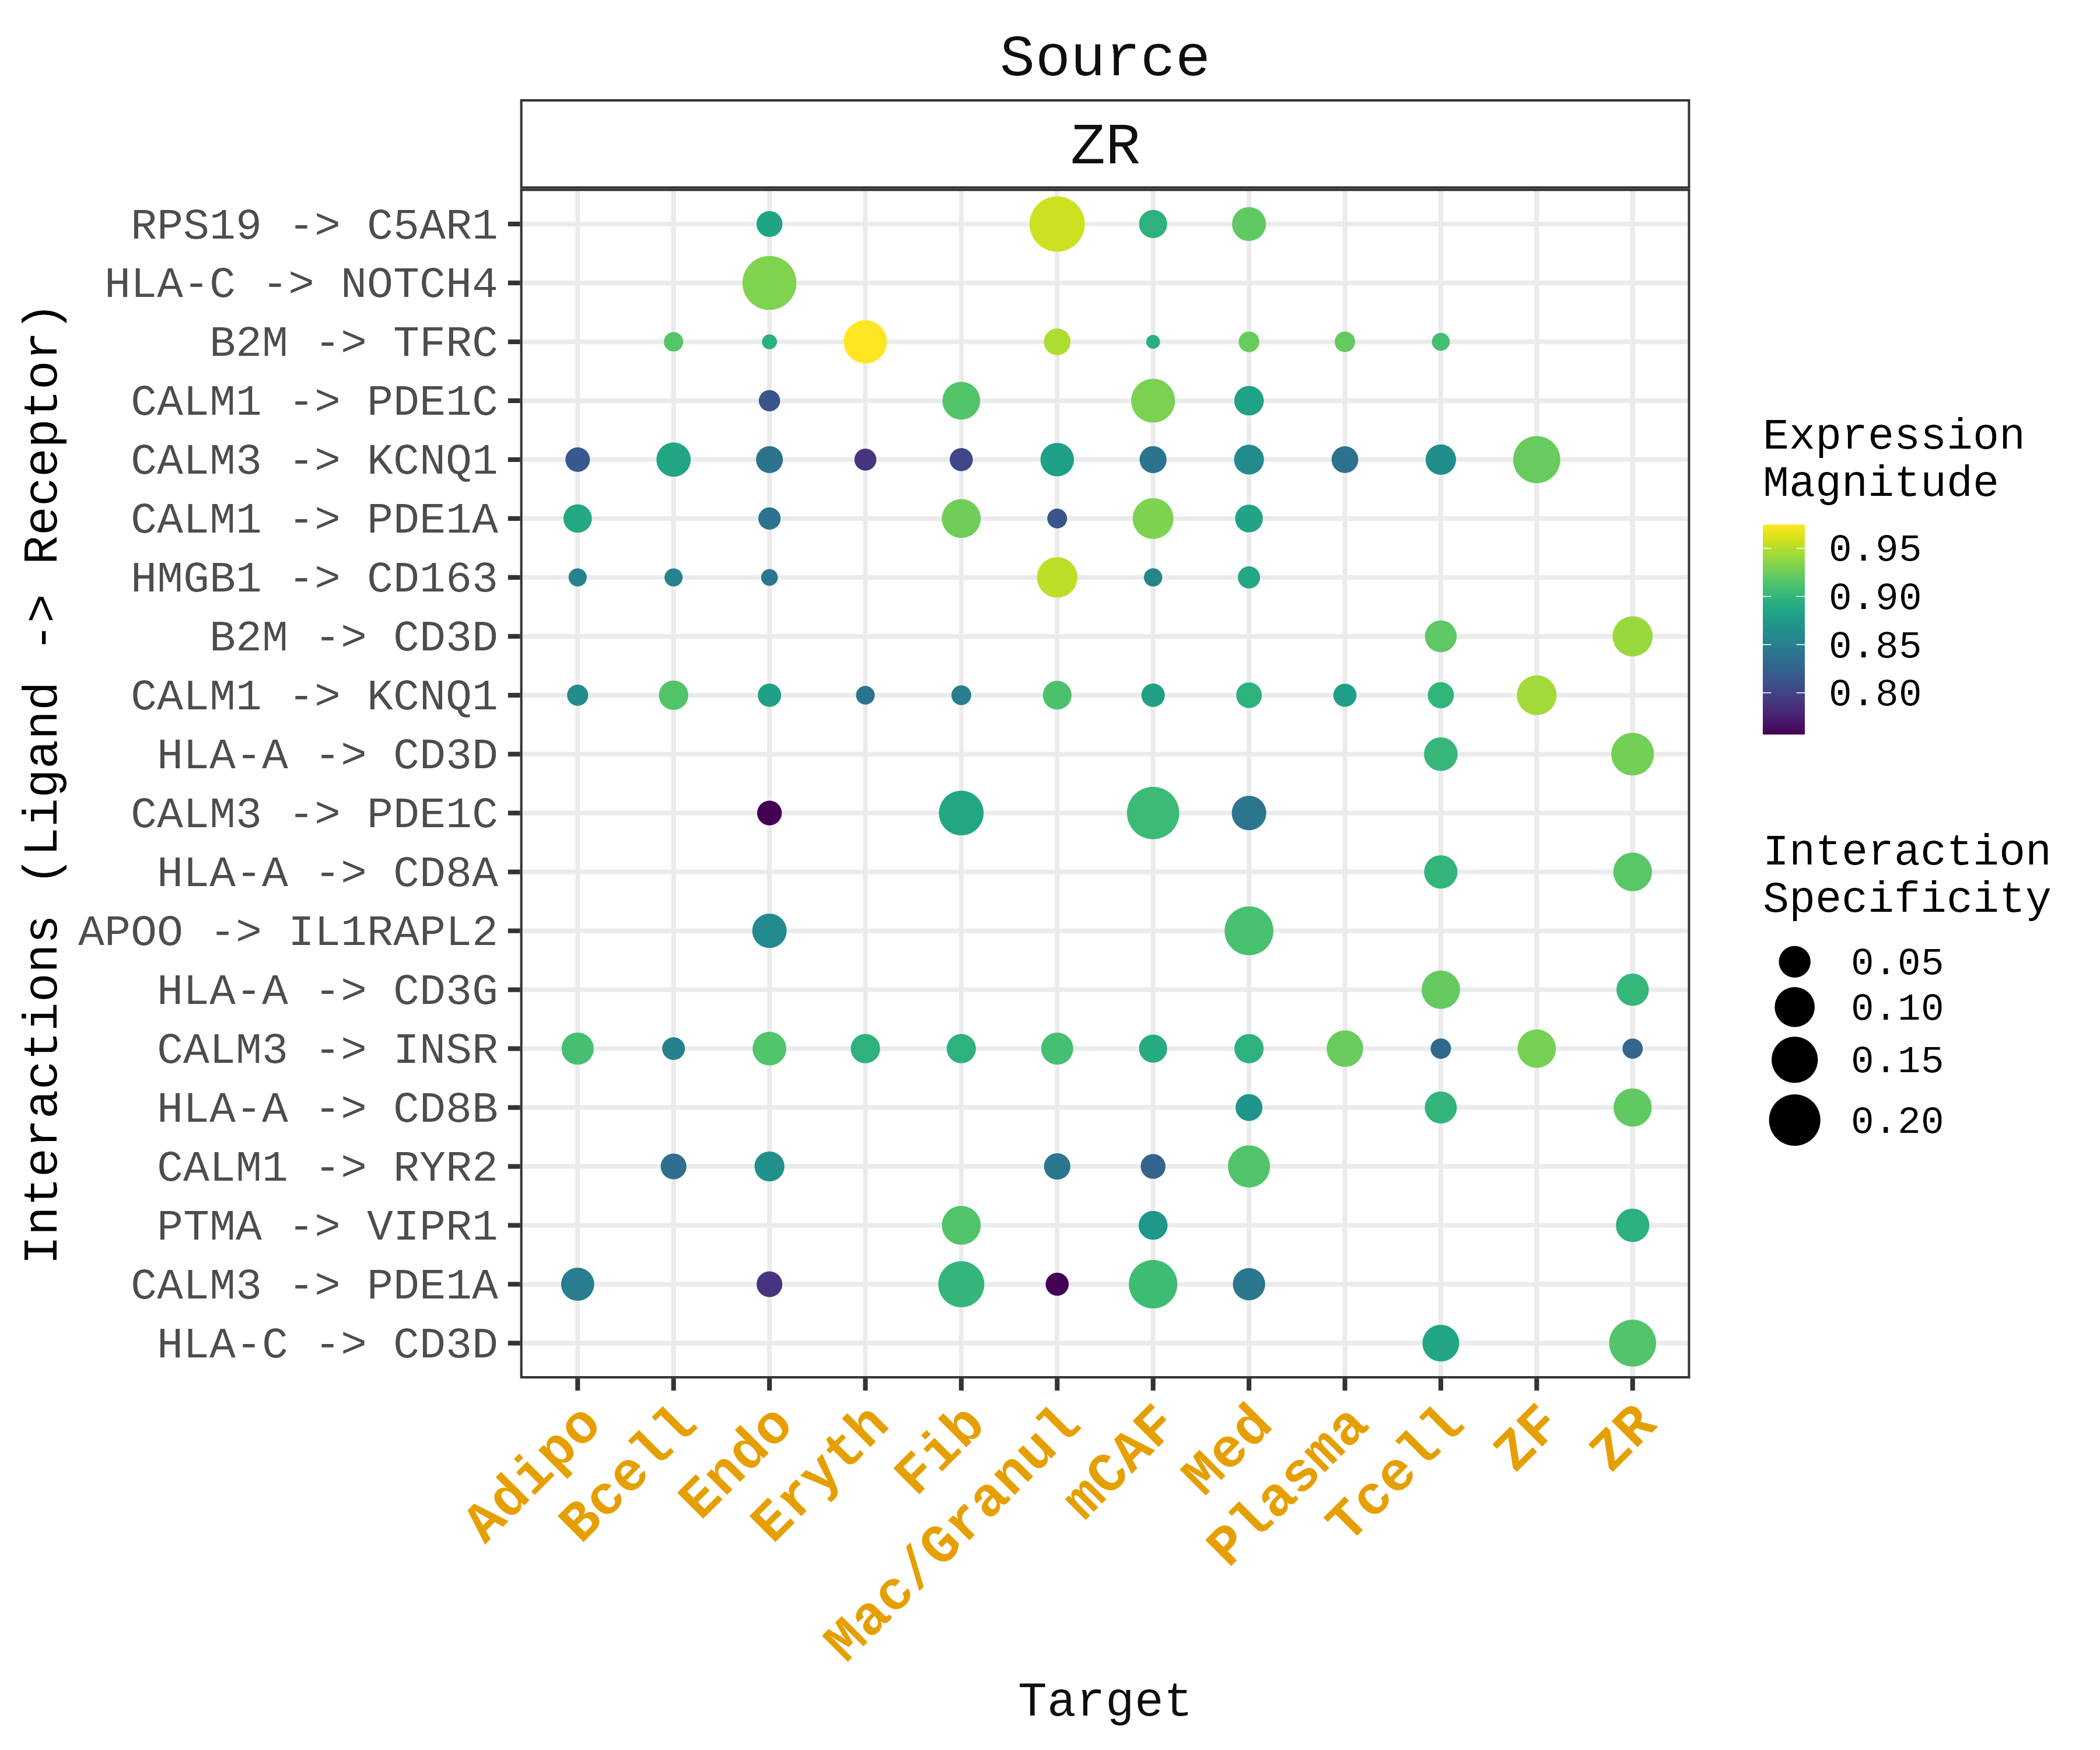 Source
ZR
Interactions (Ligand -> Receptor)
RPS19 -> C5AR1
HLA-C -> NOTCH4
B2M -> TFRC
CALM1 -> PDE1C
CALM3 -> KCNQ1
CALM1 -> PDE1A
HMGB1 -> CD163
B2M -> CD3D
CALM1 -> KCNQ1
HLA-A -> CD3D
CALM3 -> PDE1C
HLA-A -> CD8A
APOO -> IL1RAPL2
HLA-A -> CD3G
CALM3 -> INSR
HLA-A -> CD8B
CALM1 -> RYR2
PTMA -> VIPR1
CALM3 -> PDE1A
HLA-C -> CD3D
Adipo
Bcell
Endo
Eryth
Fib
Mac/Granul
mCAF
Med
Plasma
Tcell
ZF
ZR
Target
Expression
Magnitude
0.95
0.90
0.85
0.80
Interaction
Specificity
0.05
0.10
0.15
0.20